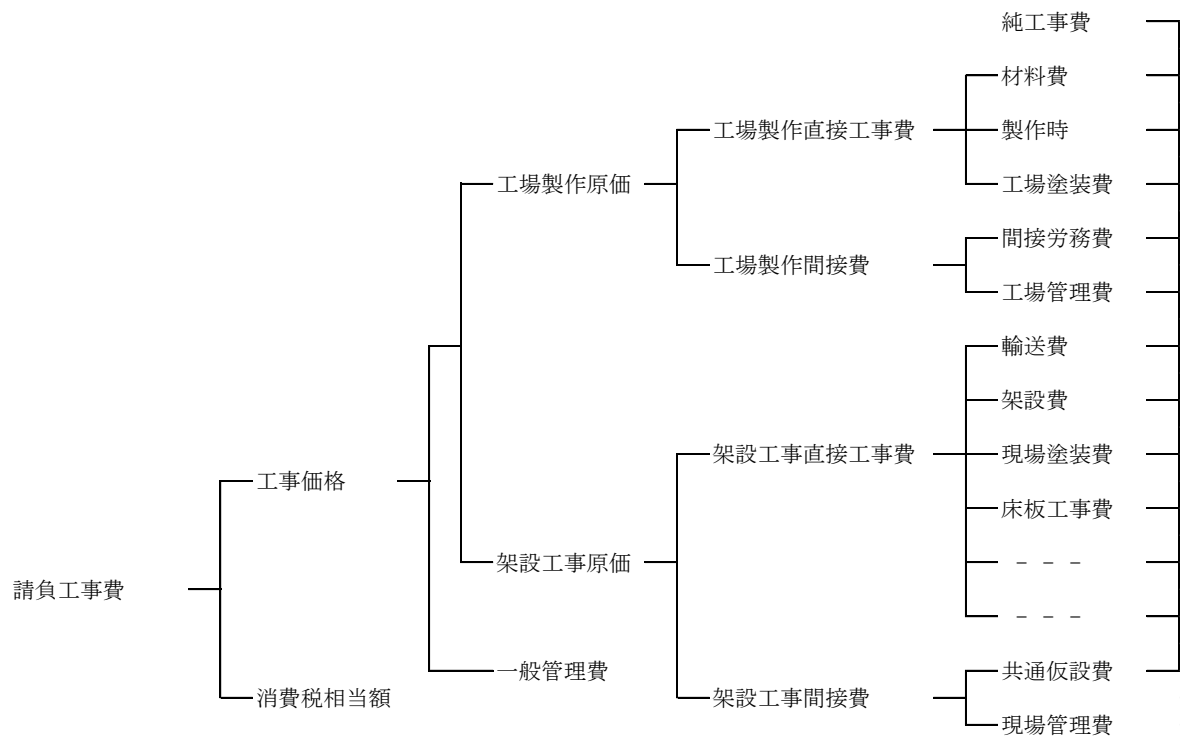 純工事費
材料費
工場製作直接工事費
製作時
工場製作原価
工場塗装費
間接労務費
工場製作間接費
工場管理費
輸送費
架設費
架設工事直接工事費
現場塗装費
工事価格
床板工事費
架設工事原価
- - -
請負工事費
- - -
一般管理費
共通仮設費
消費税相当額
架設工事間接費
現場管理費